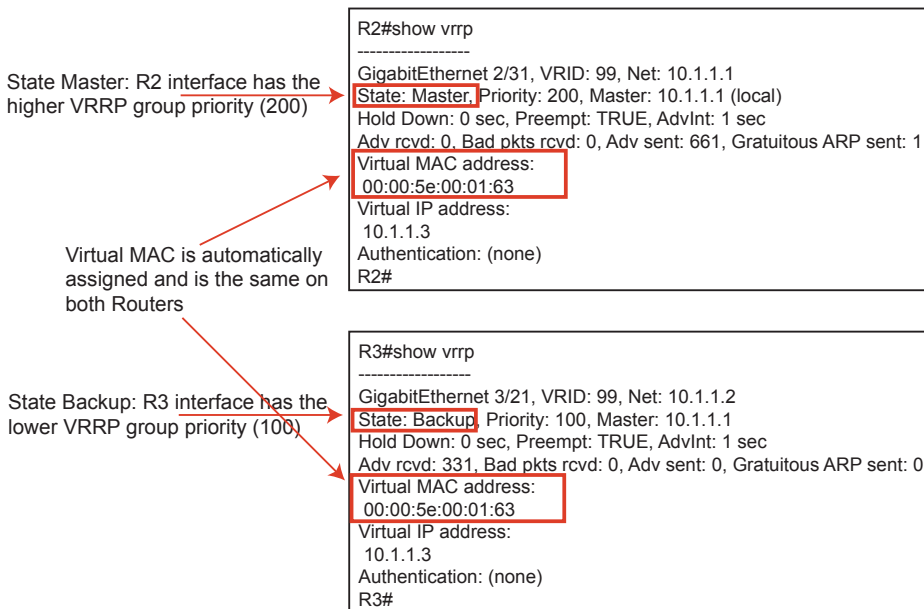 R2#show vrrp
------------------
GigabitEthernet 2/31, VRID: 99, Net: 10.1.1.1
State: Master, Priority: 200, Master: 10.1.1.1 (local)
Hold Down: 0 sec, Preempt: TRUE, AdvInt: 1 sec
Adv rcvd: 0, Bad pkts rcvd: 0, Adv sent: 661, Gratuitous ARP sent: 1
Virtual MAC address:
00:00:5e:00:01:63
Virtual IP address:
10.1.1.3
Authentication: (none)
R2#
State Master: R2 interface has the
higher VRRP group priority (200)
Virtual MAC is automatically
assigned and is the same on
both Routers
R3#show vrrp
------------------
GigabitEthernet 3/21, VRID: 99, Net: 10.1.1.2
State: Backup, Priority: 100, Master: 10.1.1.1
Hold Down: 0 sec, Preempt: TRUE, AdvInt: 1 sec
Adv rcvd: 331, Bad pkts rcvd: 0, Adv sent: 0, Gratuitous ARP sent: 0
Virtual MAC address:
00:00:5e:00:01:63
Virtual IP address:
10.1.1.3
Authentication: (none)
R3#
State Backup: R3 interface has the
lower VRRP group priority (100)